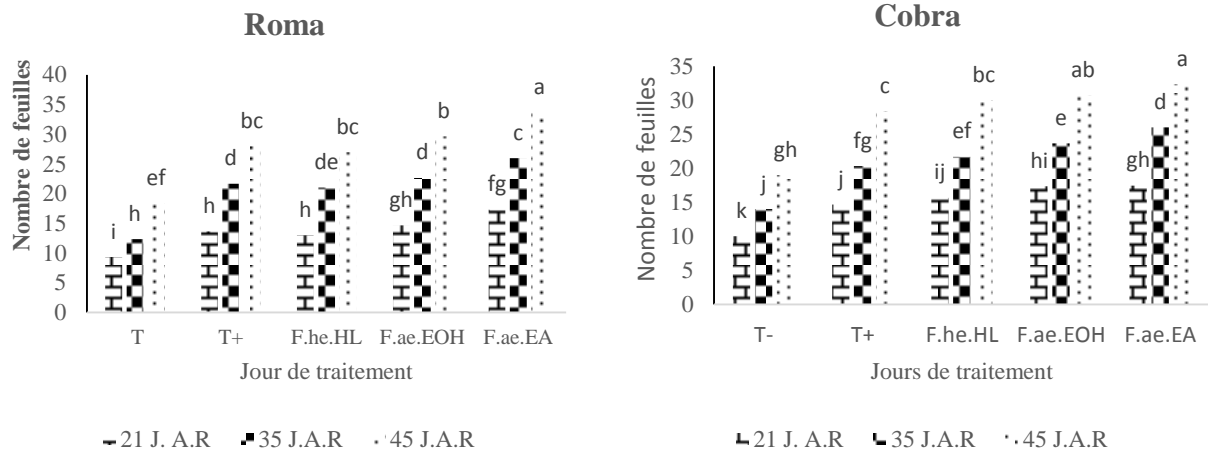 Roma
Nombre de feuilles
40
35
30
25
20
15
10
5
0
i h ef
h d bc
h de bc
gh d b
fg c a
T T+ F.he.HL F.ae.EOH F.ae.EA
Jour de traitement
21 J. A.R 35 J.A.R 45 J.A.R
Cobra
Nombre de feuilles
35
30
25
20
15
10
5
0
k j gh
j fg c
ij ef bc
hi e ab
gh d a
T- T+ F.he.HL F.ae.EOH F.ae.EA
Jours de traitement
21 J. A.R 35 J.A.R 45 J.A.R